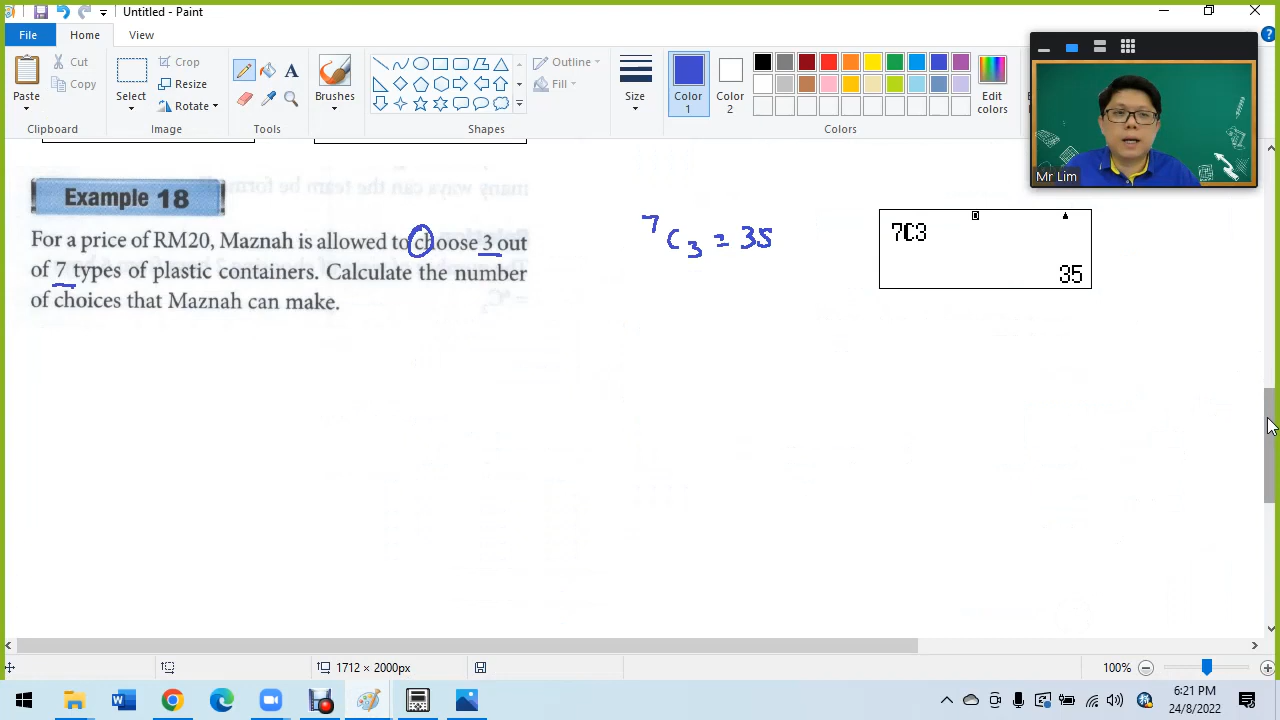 Untitled - Paint
File Home View
Paste
Cut
Copy
Clipboard
Select
Crop
Resize
Rotate
Image
Tools
Brushes
Shapes
Outline
Fill
Size
Color 1
Color 2
Edit colors
Colors
Mr Lim
Example 18
For a price of RM20, Maznah is allowed to choose 3 out
of 7 types of plastic containers. Calculate the number
of choices that Maznah can make.
⁷C₃ = 35
7C3
35
1712 × 2000px
100%
6:21 PM
24/8/2022